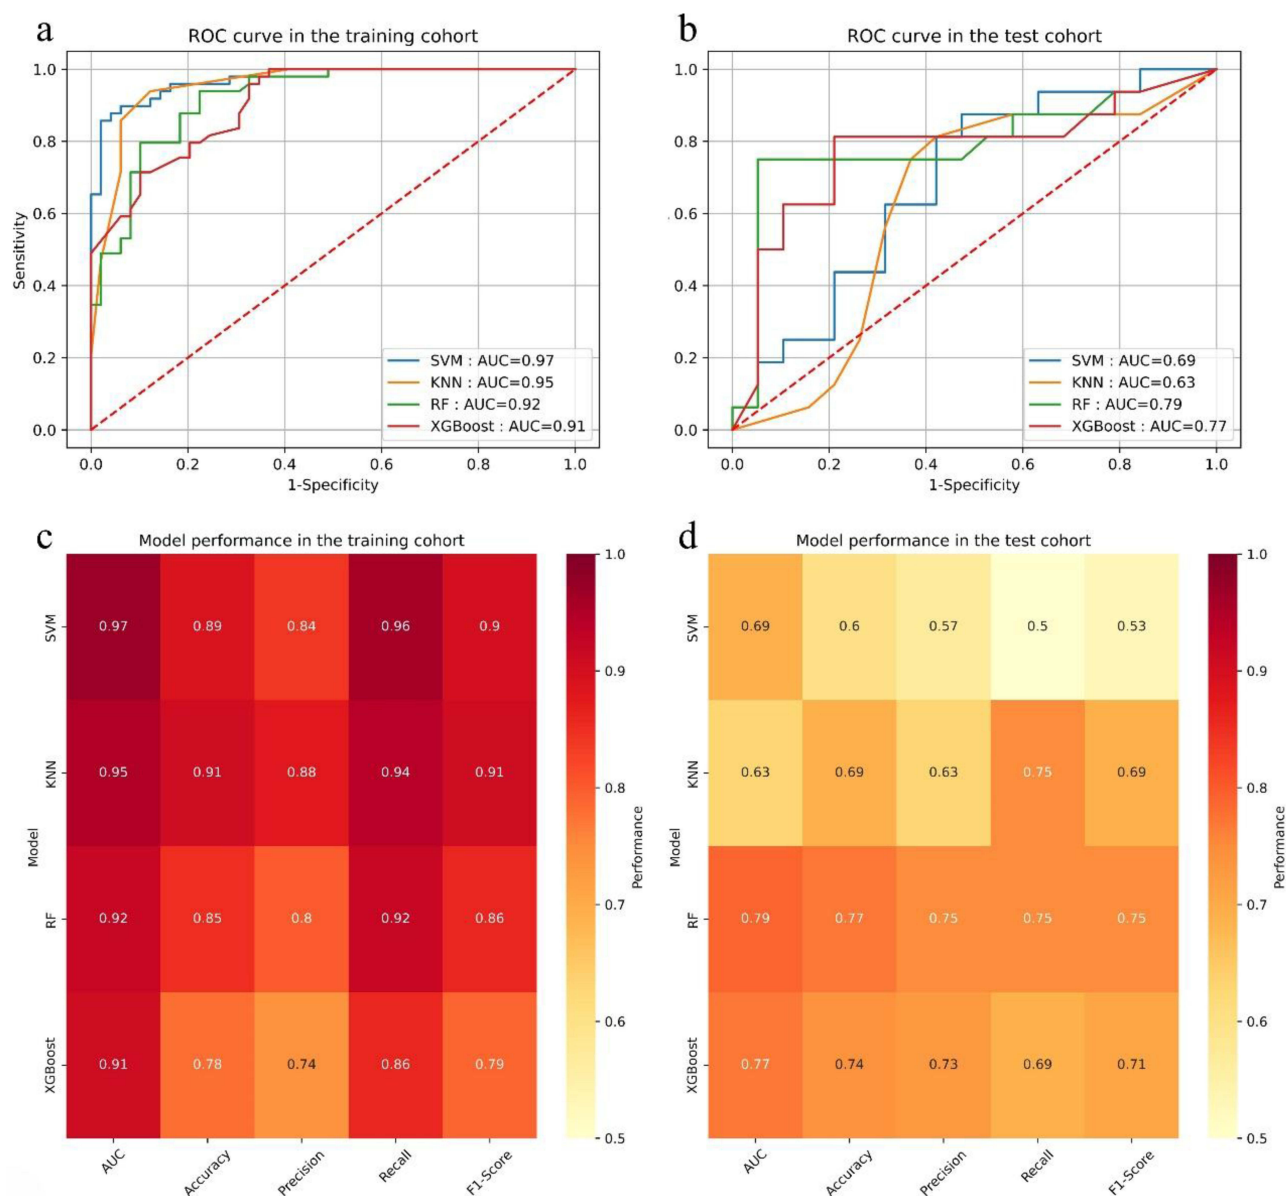 a
ROC curve in the training cohort
1.0
0.8
0.6
0.4
0.2
0.0
Sensitivity
SVM : AUC=0.97
KNN : AUC=0.95
RF : AUC=0.92
XGBoost : AUC=0.91
0.0 0.2 0.4 0.6 0.8 1.0
1-Specificity
b
ROC curve in the test cohort
1.0
0.8
0.6
0.4
0.2
0.0
SVM : AUC=0.69
KNN : AUC=0.63
RF : AUC=0.79
XGBoost : AUC=0.77
0.0 0.2 0.4 0.6 0.8 1.0
1-Specificity
c
Model performance in the training cohort
Model
SVM
0.97 0.89 0.84 0.96 0.9
KNN
0.95 0.91 0.88 0.94 0.91
RF
0.92 0.85 0.8 0.92 0.86
XGBoost
0.91 0.78 0.74 0.86 0.79
AUC Accuracy Precision Recall F1-Score
1.0
0.9
0.8
0.7
0.6
0.5
Performance
d
Model performance in the test cohort
Model
SVM
0.69 0.6 0.57 0.5 0.53
KNN
0.63 0.69 0.63 0.75 0.69
RF
0.79 0.77 0.75 0.75 0.75
XGBoost
0.77 0.74 0.73 0.69 0.71
AUC Accuracy Precision Recall F1-Score
1.0
0.9
0.8
0.7
0.6
0.5
Performance